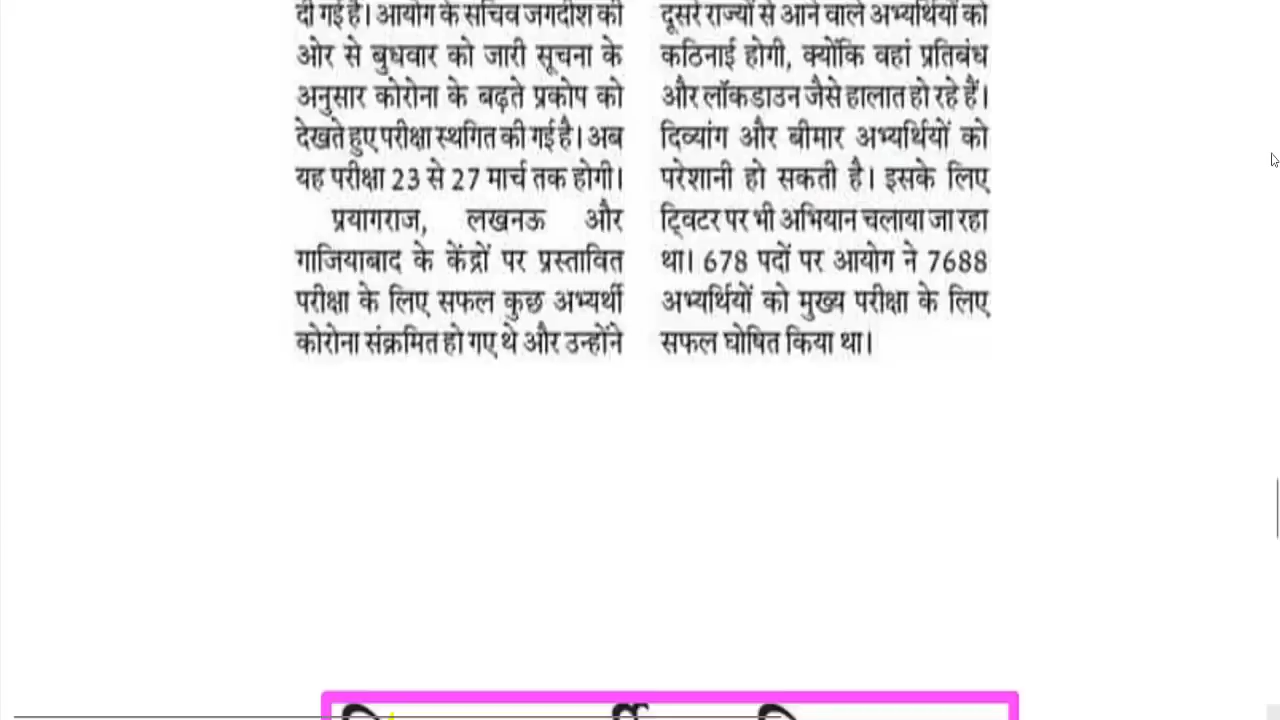 दी गई है। आयोग के सचिव जगदीश की
ओर से बुधवार को जारी सूचना के
अनुसार कोरोना के बढ़ते प्रकोप को
देखते हुए परीक्षा स्थगित की गई है। अब
यह परीक्षा 23 से 27 मार्च तक होगी।
प्रयागराज, लखनऊ और
गाजियाबाद के केंद्रों पर प्रस्तावित
परीक्षा के लिए सफल कुछ अभ्यर्थी
कोरोना संक्रमित हो गए थे और उन्होंने
दूसरे राज्यों से आने वाले अभ्यर्थियों को
कठिनाई होगी, क्योंकि वहां प्रतिबंध
और लॉकडाउन जैसे हालात हो रहे हैं।
दिव्यांग और बीमार अभ्यर्थियों को
परेशानी हो सकती है। इसके लिए
ट्विटर पर भी अभियान चलाया जा रहा
था। 678 पदों पर आयोग ने 7688
अभ्यर्थियों को मुख्य परीक्षा के लिए
सफल घोषित किया था।